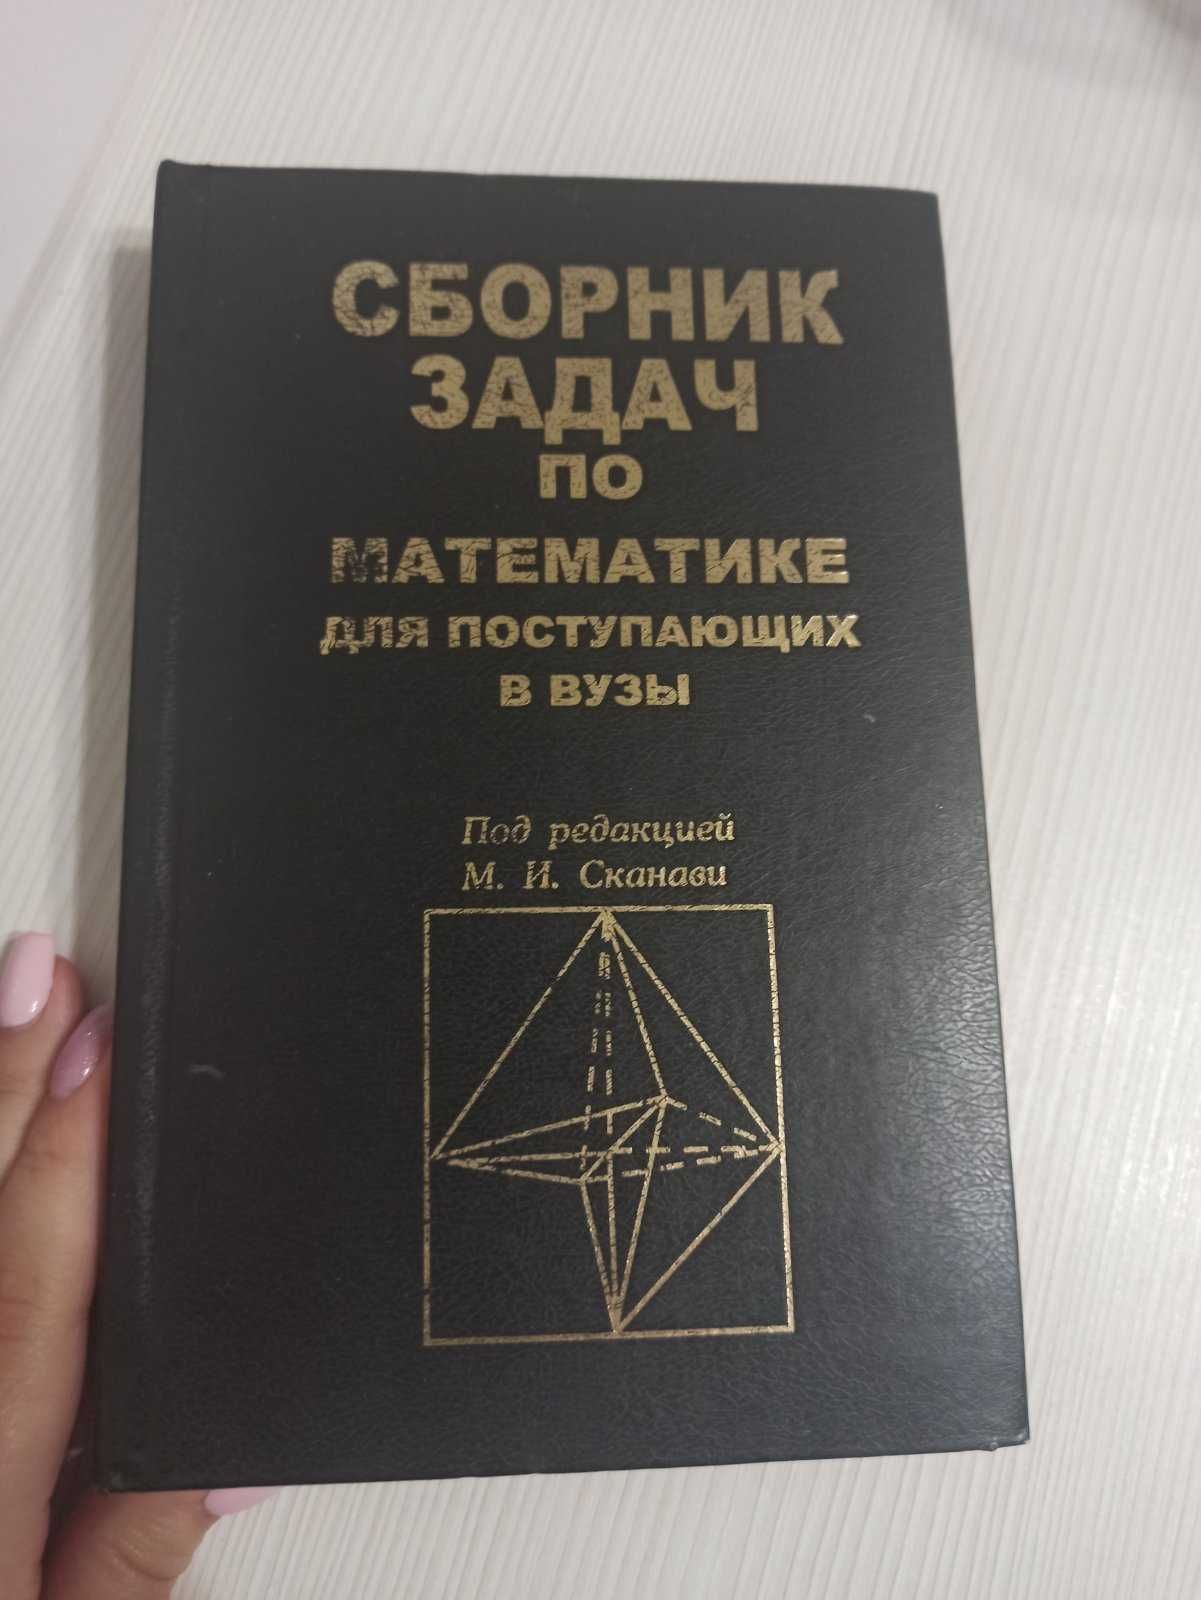 СБОРНИК
ЗАДАЧ
ПО
МАТЕМАТИКЕ
ДЛЯ ПОСТУПАЮЩИХ
В ВУЗЫ
Под редакцией
М. И. Сканави